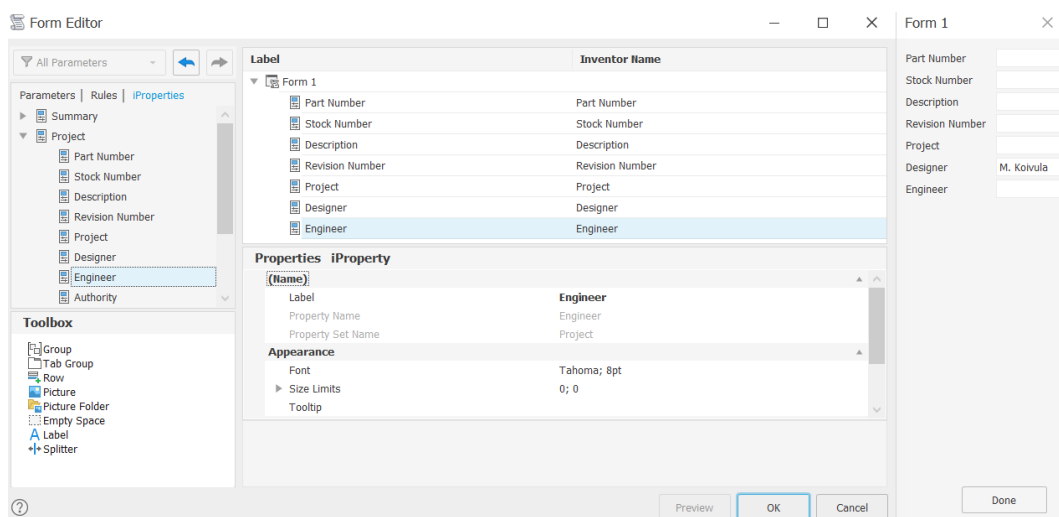 Form Editor
All Parameters
Parameters | Rules | iProperties
Summary
Project
Part Number
Stock Number
Description
Revision Number
Project
Designer
Engineer
Authority
Toolbox
Group
Tab Group
Row
Picture
Picture Folder
Empty Space
A Label
Splitter
Label Inventor Name
Form 1
Part Number Part Number
Stock Number Stock Number
Description Description
Revision Number Revision Number
Project Project
Designer Designer
Engineer Engineer
Properties iProperty
(Name)
Label Engineer
Property Name Engineer
Property Set Name Project
Appearance
Font Tahoma; 8pt
Size Limits 0; 0
Tooltip
Preview OK Cancel
Form 1
Part Number
Stock Number
Description
Revision Number
Project
Designer M. Koivula
Engineer
Done